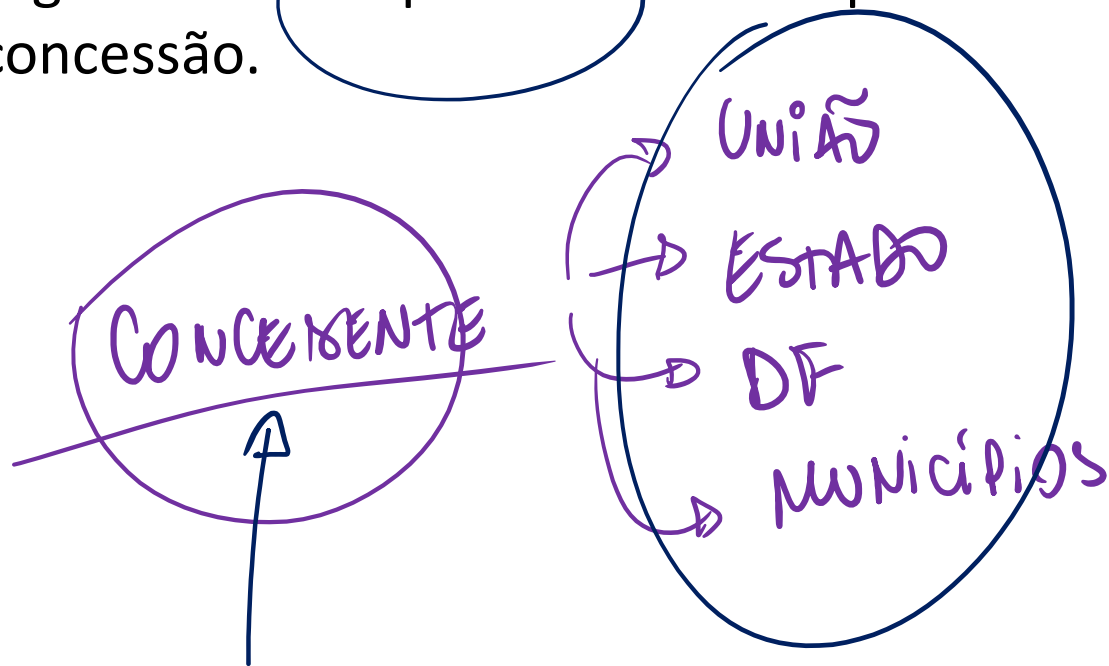 concessão.
UNIÃO
ESTADO
CONCEDENTE
DF
MUNICÍPIOS